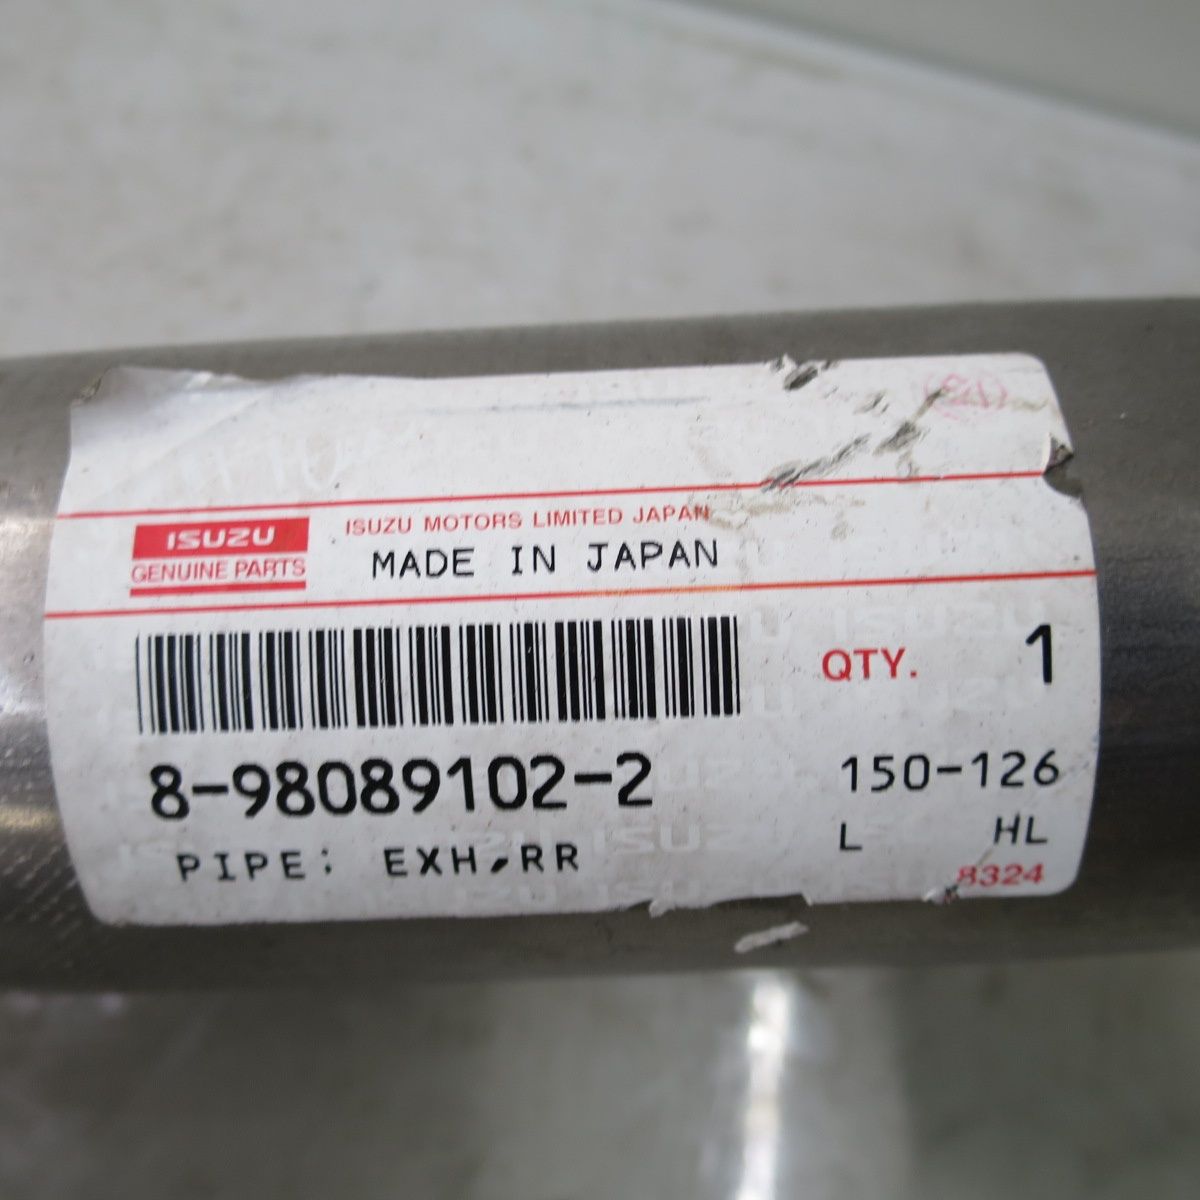 ISUZU
GENUINE PARTS
ISUZU MOTORS LIMITED JAPAN
MADE IN JAPAN
QTY. 1
8-98089102-2
150-126
PIPE; EXH,RR
L HL
8324